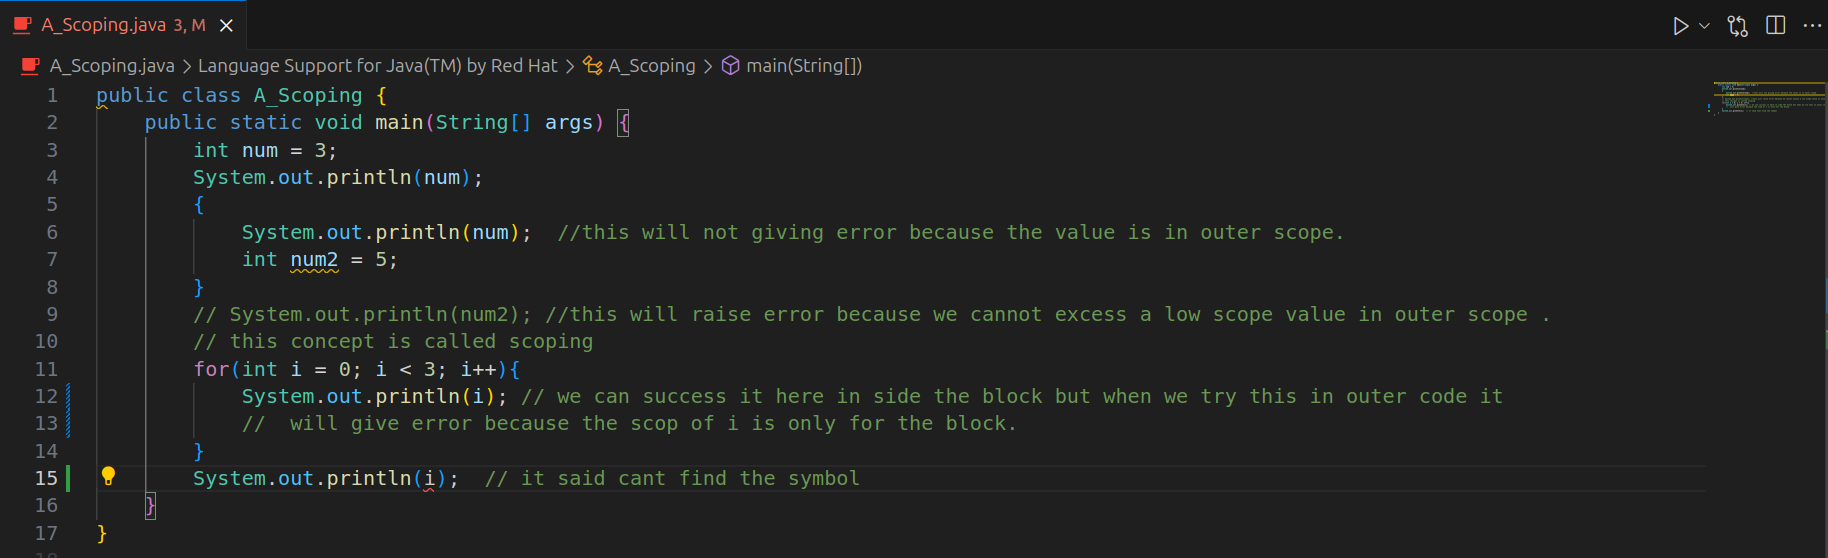 A_Scoping.java 3, M
A_Scoping.java > Language Support for Java(TM) by Red Hat > A_Scoping > main(String[])
1 public class A_Scoping {
2 public static void main(String[] args) {
3 int num = 3;
4 System.out.println(num);
5 {
6 System.out.println(num); //this will not giving error because the value is in outer scope.
7 int num2 = 5;
8 }
9 // System.out.println(num2); //this will raise error because we cannot excess a low scope value in outer scope .
10 // this concept is called scoping
11 for(int i = 0; i < 3; i++){
12 System.out.println(i); // we can success it here in side the block but when we try this in outer code it
13 // will give error because the scop of i is only for the block.
14 }
15 System.out.println(i); // it said cant find the symbol
16 }
17 }
18